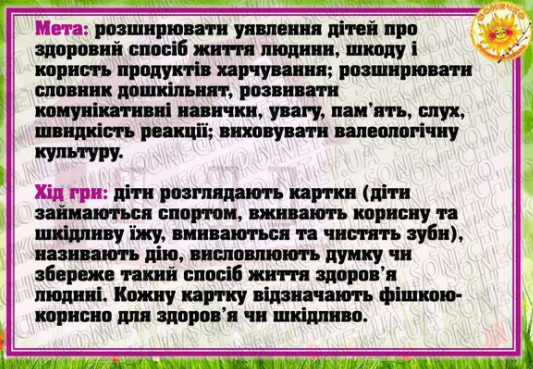 Мета: розширювати уявлення дітей про
здоровий спосіб життя людини, шкоду і
користь продуктів харчування; розширювати
словник дошкільнят, розвивати
комунікативні навички, увагу, пам’ять, слух,
швидкість реакції; виховувати валеологічну
культуру.
Хід гри: діти розглядають картки (діти
займаються спортом, вживають корисну та
шкідливу їжу, вмиваються та чистять зуби),
називають дію, висловлюють думку чи
збереже такий спосіб життя здоров’я
людині. Кожну картку відзначають фішкою-
корисно для здоров’я чи шкідливо.